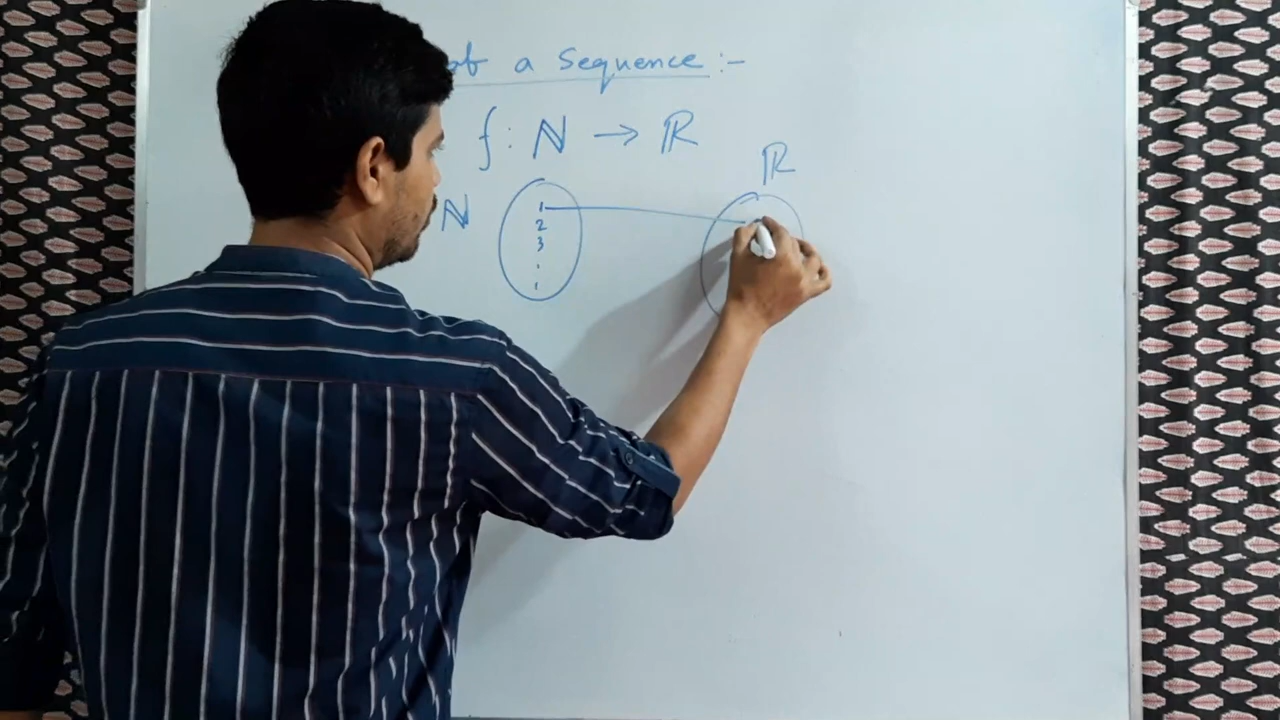 of a Sequence :-
f : ℕ → ℝ
ℝ
ℕ
1
2
3
.
.